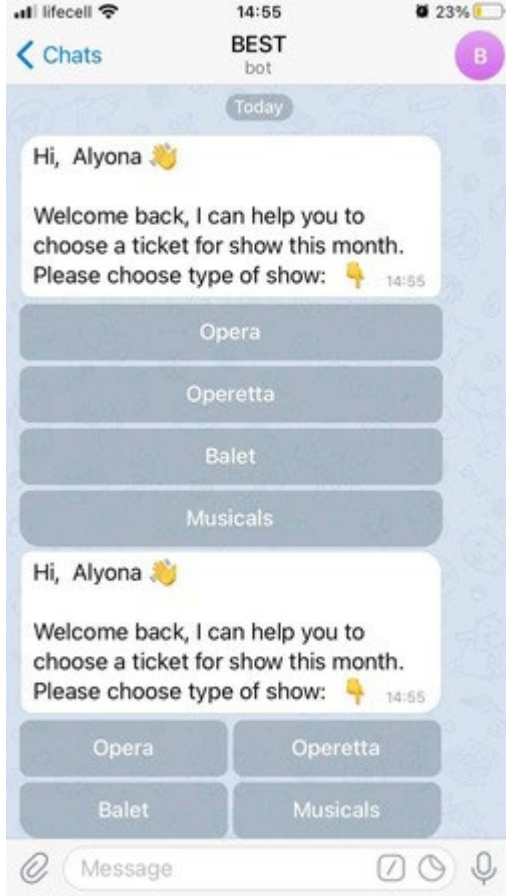 lifecell 14:55 23%
Chats BEST B
bot
Today
Hi, Alyona 👋
Welcome back, I can help you to
choose a ticket for show this month.
Please choose type of show: 👇 14:55
Opera
Operetta
Balet
Musicals
Hi, Alyona 👋
Welcome back, I can help you to
choose a ticket for show this month.
Please choose type of show: 👇 14:55
Opera Operetta
Balet Musicals
Message